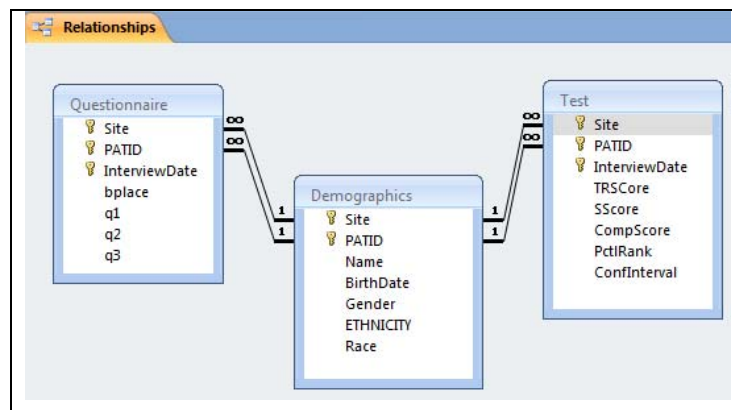 Relationships
Questionnaire
Site
PATID
InterviewDate
bplace
q1
q2
q3
∞
∞
1
1
Demographics
Site
PATID
Name
BirthDate
Gender
ETHNICITY
Race
1
1
∞
∞
Test
Site
PATID
InterviewDate
TRSCore
SScore
CompScore
PctlRank
ConfInterval